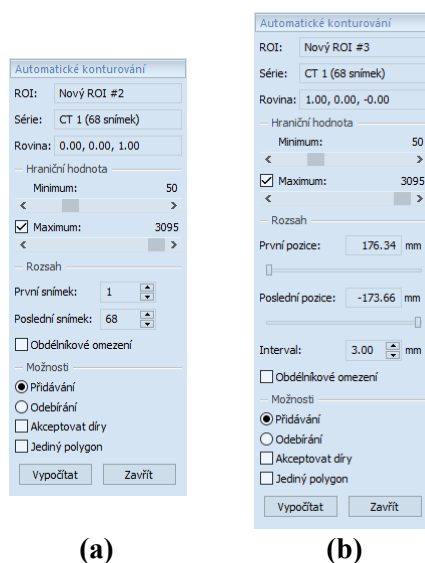 Automatické konturování
ROI: Nový ROI #2
Série: CT 1 (68 snímek)
Rovina: 0.00, 0.00, 1.00
Hraniční hodnota
Minimum: 50
Maximum: 3095
Rozsah
První snímek: 1
Poslední snímek: 68
Obdélníkové omezení
Možnosti
Přidávání
Odebírání
Akceptovat díry
Jediný polygon
Vypočítat Zavřít
(a)
Automatické konturování
ROI: Nový ROI #3
Série: CT 1 (68 snímek)
Rovina: 1.00, 0.00, -0.00
Hraniční hodnota
Minimum: 50
Maximum: 3095
Rozsah
První pozice: 176.34 mm
Poslední pozice: -173.66 mm
Interval: 3.00 mm
Obdélníkové omezení
Možnosti
Přidávání
Odebírání
Akceptovat díry
Jediný polygon
Vypočítat Zavřít
(b)